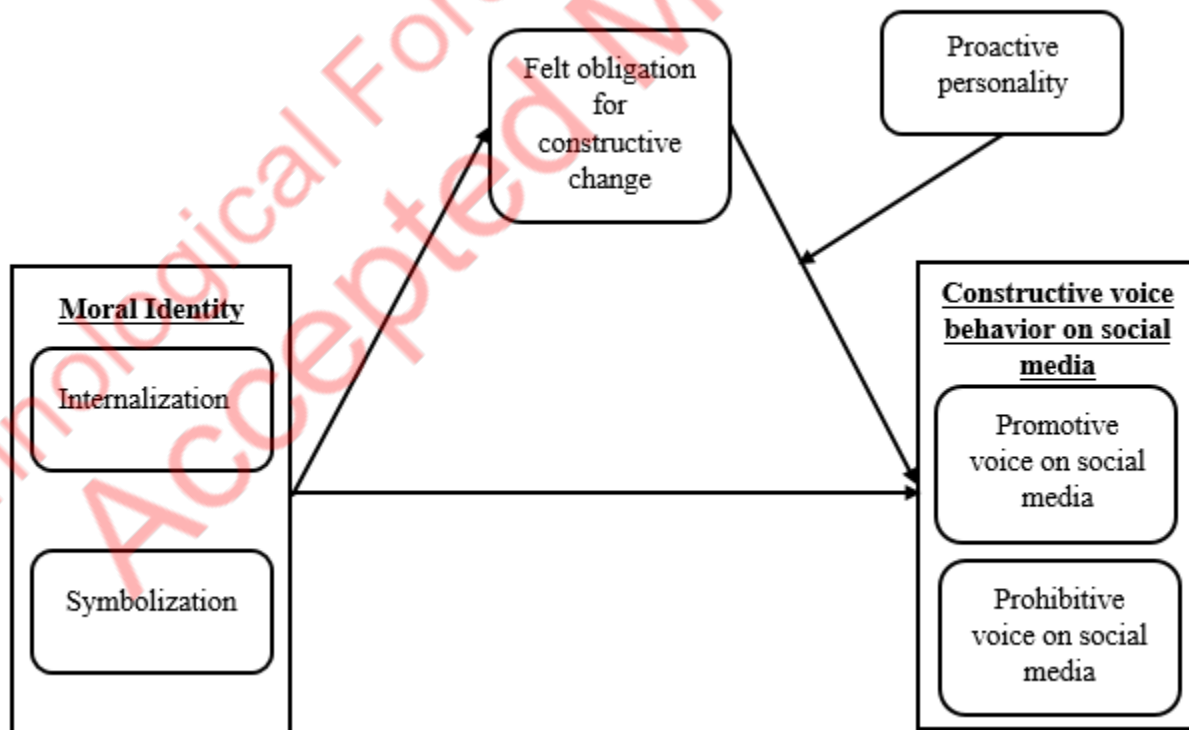 Felt obligation
for
constructive
change
Proactive
personality
Moral Identity
Internalization
Symbolization
Constructive voice
behavior on social
media
Promotive
voice on social
media
Prohibitive
voice on social
media
Accepted